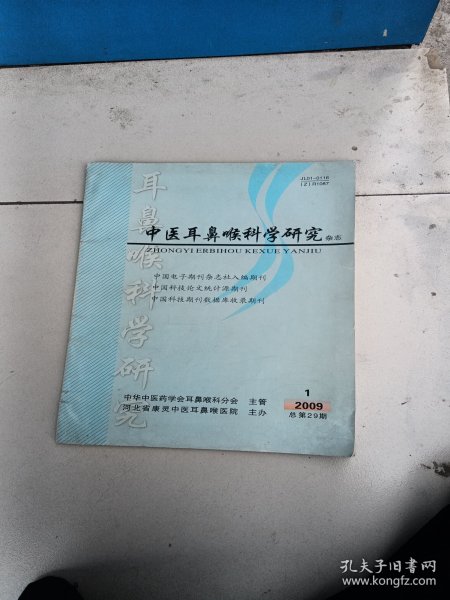 JL01-0116
(Z)R1067
耳鼻喉科学研究
中医耳鼻喉科学研究杂志
ZHONGYI ERBIHOU KEXUE YANJIU
中国电子期刊杂志社入编期刊
中国科技论文统计源期刊
中国科技期刊数据库收录期刊
中华中医药学会耳鼻喉科分会 主管
河北省康灵中医耳鼻喉医院 主办
1
2009
总第29期
孔夫子旧书网
www.kongfz.com